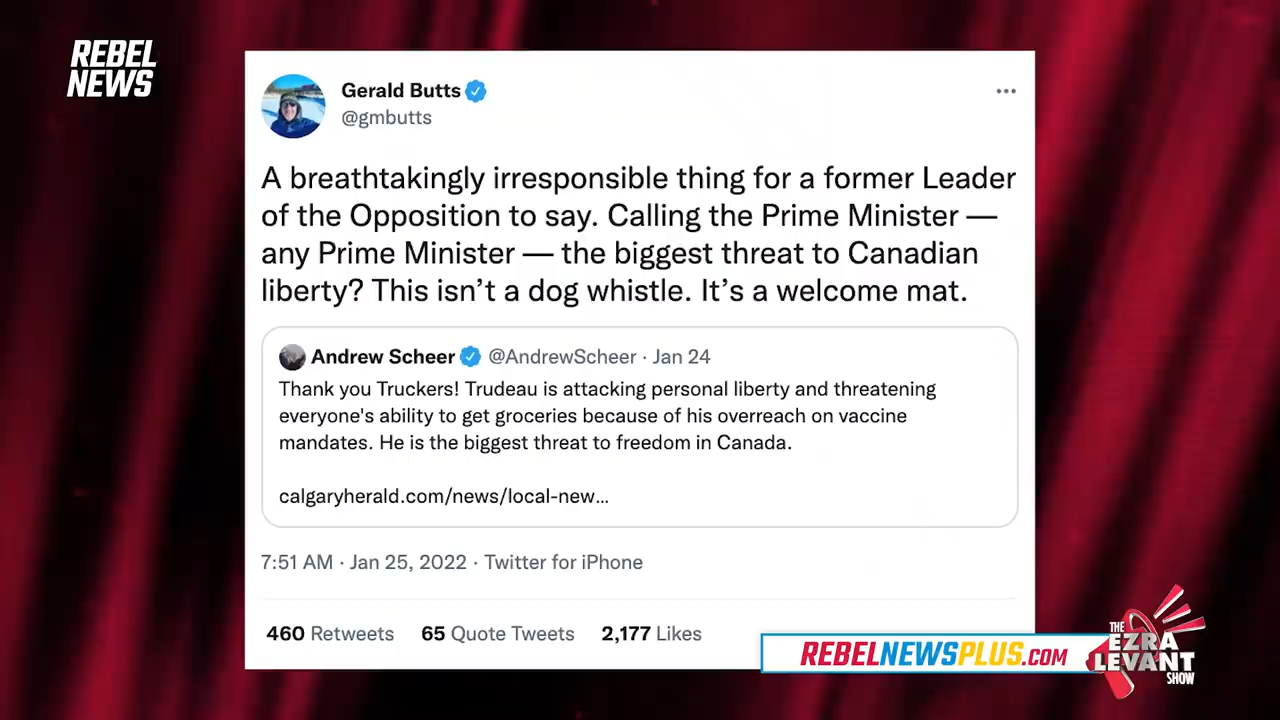 REBEL
NEWS
Gerald Butts
@gmbutts
A breathtakingly irresponsible thing for a former Leader
of the Opposition to say. Calling the Prime Minister —
any Prime Minister — the biggest threat to Canadian
liberty? This isn’t a dog whistle. It’s a welcome mat.
Andrew Scheer @AndrewScheer · Jan 24
Thank you Truckers! Trudeau is attacking personal liberty and threatening
everyone's ability to get groceries because of his overreach on vaccine
mandates. He is the biggest threat to freedom in Canada.
calgaryherald.com/news/local-new...
7:51 AM · Jan 25, 2022 · Twitter for iPhone
460 Retweets 65 Quote Tweets 2,177 Likes
REBELNEWSPLUS.COM
THE
EZRA
LEVANT
SHOW